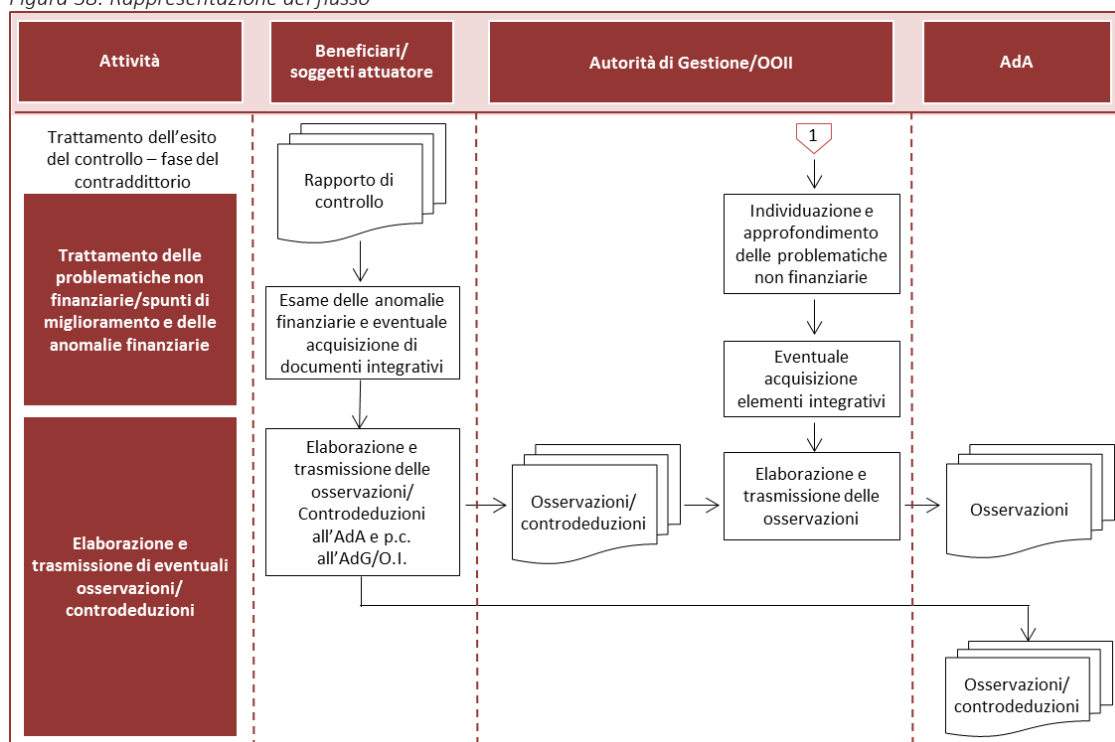 Figura 38: Rappresentazione del flusso
Attività
Beneficiari/
soggetti attuatore
Autorità di Gestione/OOII
AdA
Trattamento dell'esito
del controllo – fase del
contraddittorio
Trattamento delle
problematiche non
finanziarie/spunti di
miglioramento e delle
anomalie finanziarie
Elaborazione e
trasmissione di eventuali
osservazioni/
controdeduzioni
Rapporto di
controllo
Esame delle anomalie
finanziarie e eventuale
acquisizione di
documenti integrativi
Elaborazione e
trasmissione delle
osservazioni/
Controdeduzioni
all'AdA e p.c.
all'AdG/O.I.
Osservazioni/
controdeduzioni
1
Individuazione e
approfondimento
delle problematiche
non finanziarie
Eventuale
acquisizione
elementi integrativi
Elaborazione e
trasmissione delle
osservazioni
Osservazioni
Osservazioni/
controdeduzioni